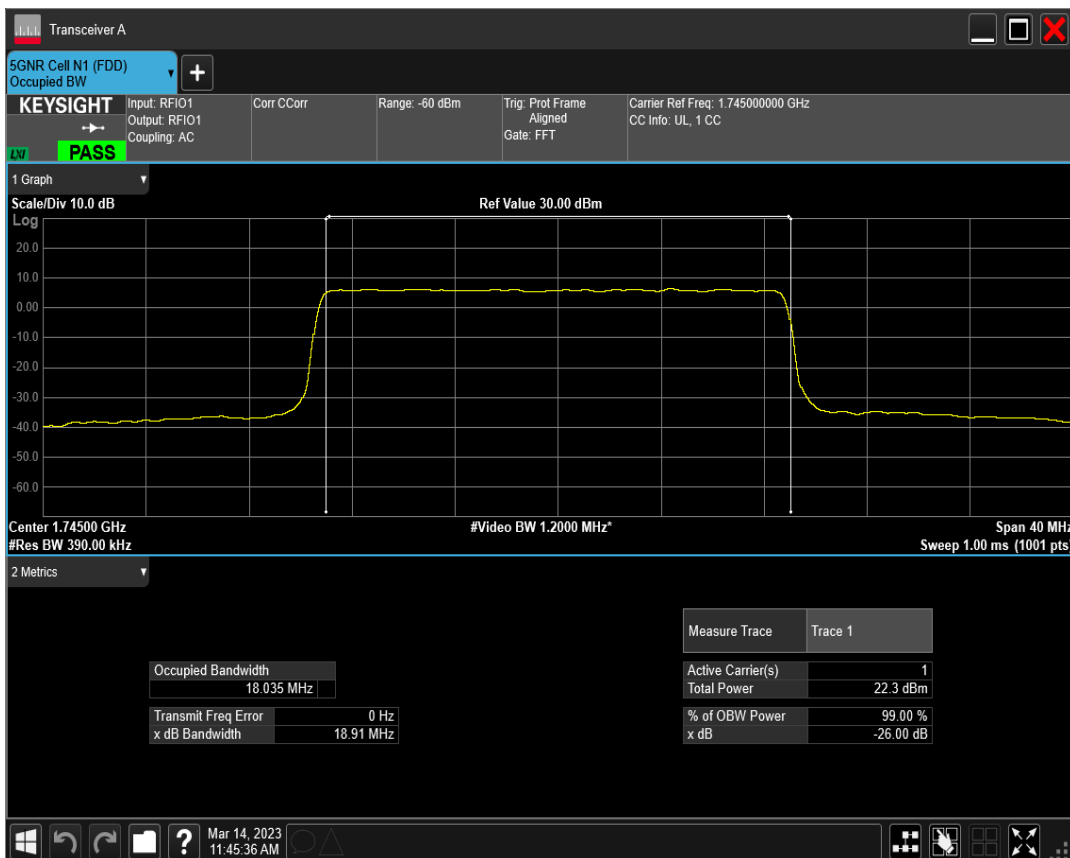 Transceiver A
5GNR Cell N1 (FDD)
Occupied BW
KEYSIGHT
LXI
PASS
Input: RFIO1
Output: RFIO1
Coupling: AC
Corr CCorr
Range: -60 dBm
Trig: Prot Frame
Aligned
Gate: FFT
Carrier Ref Freq: 1.745000000 GHz
CC Info: UL, 1 CC
1 Graph
Scale/Div 10.0 dB
Ref Value 30.00 dBm
Log
20.0
10.0
0.00
-10.0
-20.0
-30.0
-40.0
-50.0
-60.0
Center 1.74500 GHz
#Video BW 1.2000 MHz*
Span 40 MHz
#Res BW 390.00 kHz
Sweep 1.00 ms (1001 pts)
2 Metrics
Measure Trace Trace 1
Occupied Bandwidth
18.035 MHz
Active Carrier(s) 1
Total Power 22.3 dBm
Transmit Freq Error 0 Hz
x dB Bandwidth 18.91 MHz
% of OBW Power 99.00 %
x dB -26.00 dB
?
Mar 14, 2023
11:45:36 AM